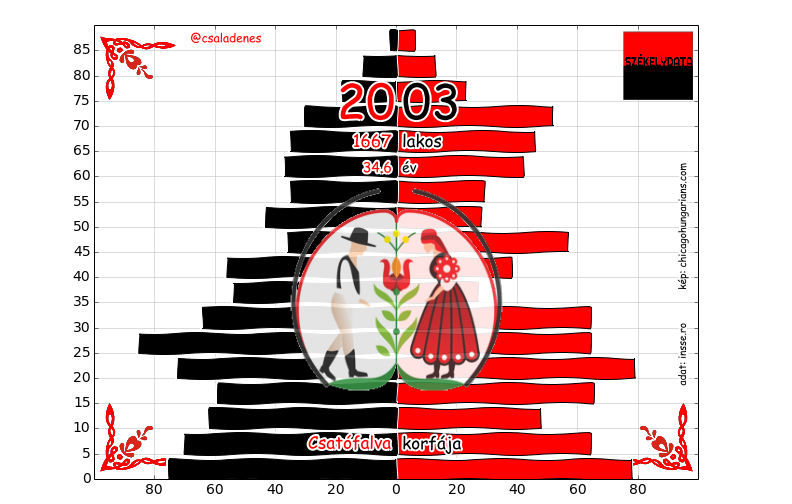 @csaladenes
SZÉKELYDATA
2003
1667 lakos
34.6 év
kép: chicagohungarians.com
adat: insse.ro
Csatófalva korfája
85
80
75
70
65
60
55
50
45
40
35
30
25
20
15
10
5
0
80 60 40 20 0 20 40 60 80